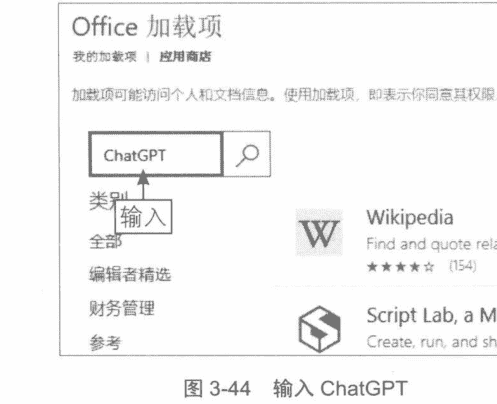 Office 加载项
我的加载项 | 应用商店
加载项可能访问个人和文档信息。使用加载项，即表示你同意其权限
ChatGPT
类别
输入
全部
编辑者精选
财务管理
参考
W
Wikipedia
Find and quote rela
★★★★☆ (154)
Script Lab, a M
Create, run, and sh
图 3-44 输入 ChatGPT